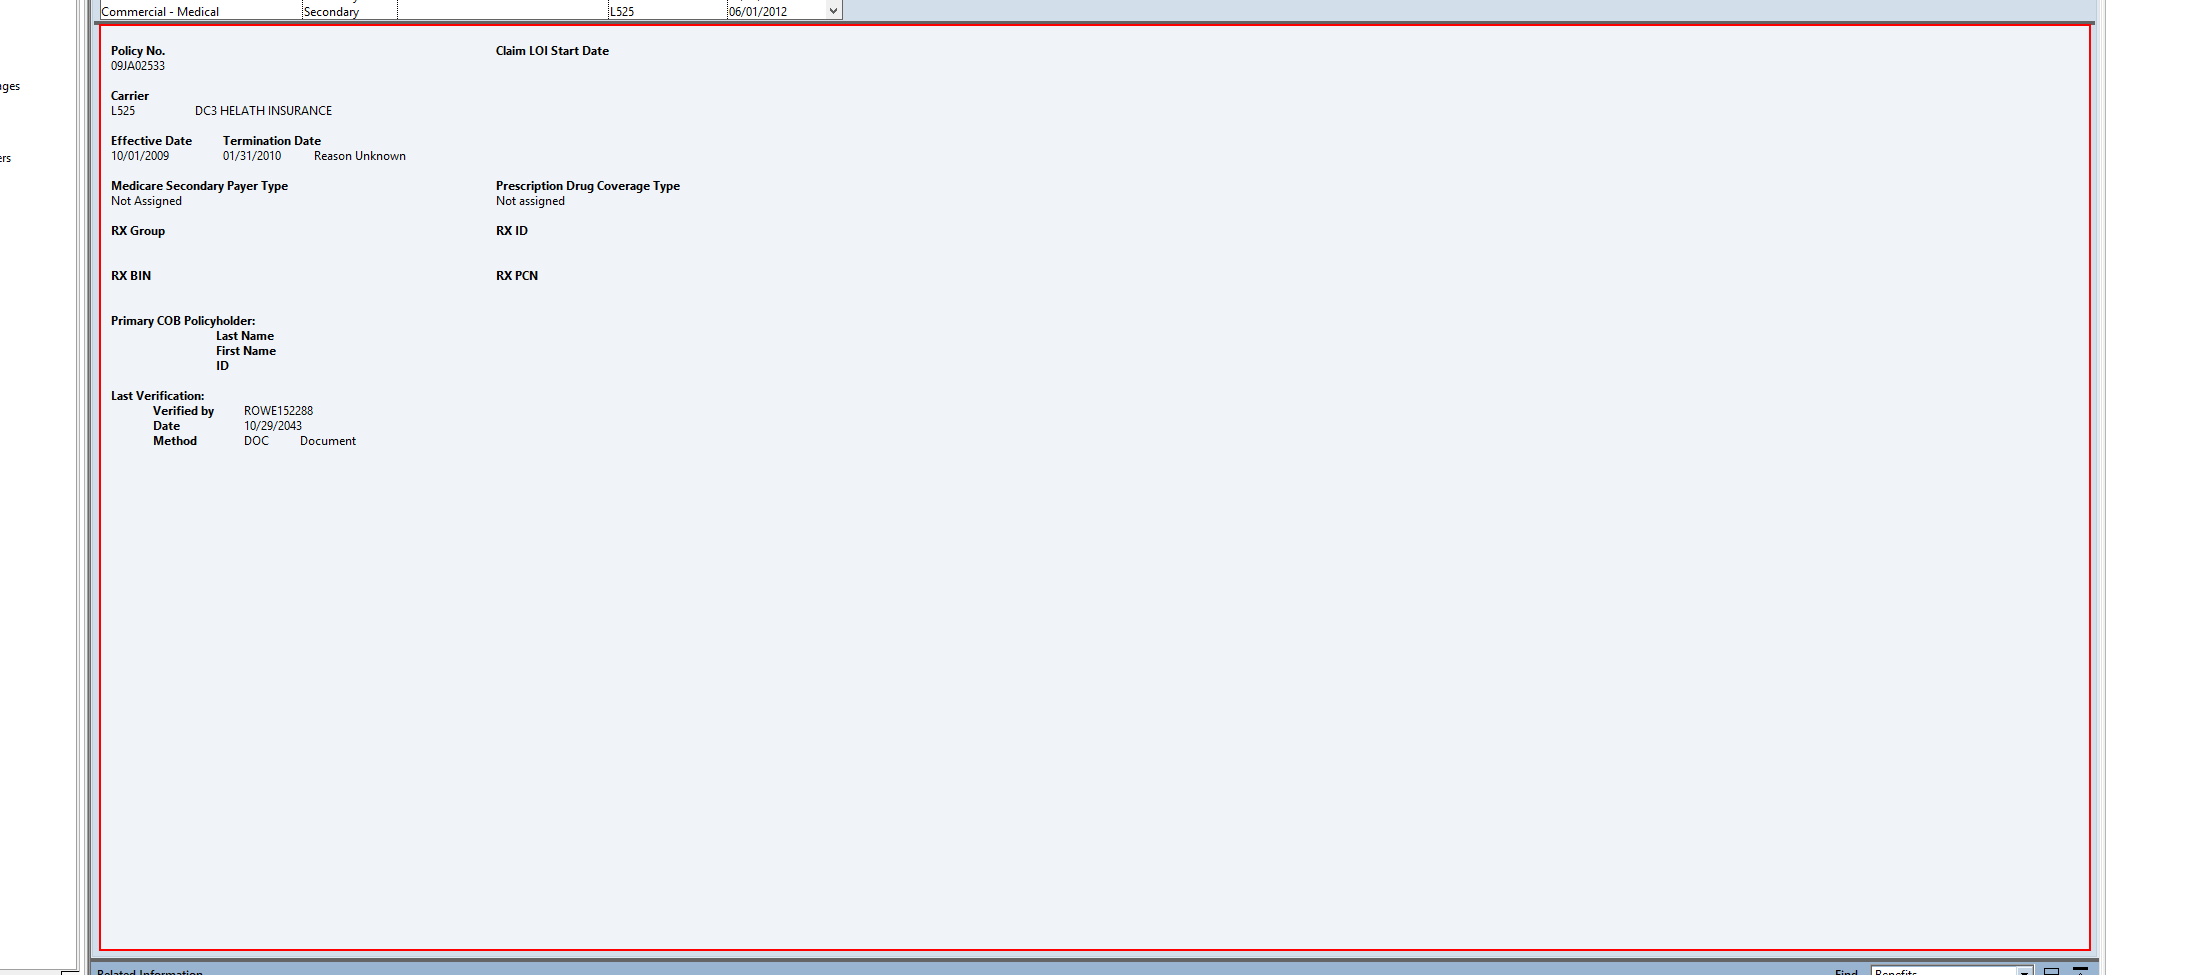 Commercial - Medical Secondary L525 06/01/2012
Policy No. Claim LOI Start Date
09JA02533
ges
Carrier
L525 DC3 HELATH INSURANCE
Effective Date Termination Date
10/01/2009 01/31/2010 Reason Unknown
ers
Medicare Secondary Payer Type Prescription Drug Coverage Type
Not Assigned Not assigned
RX Group RX ID
RX BIN RX PCN
Primary COB Policyholder:
Last Name
First Name
ID
Last Verification:
Verified by ROWE152288
Date 10/29/2043
Method DOC Document
Related Information Find Benefits